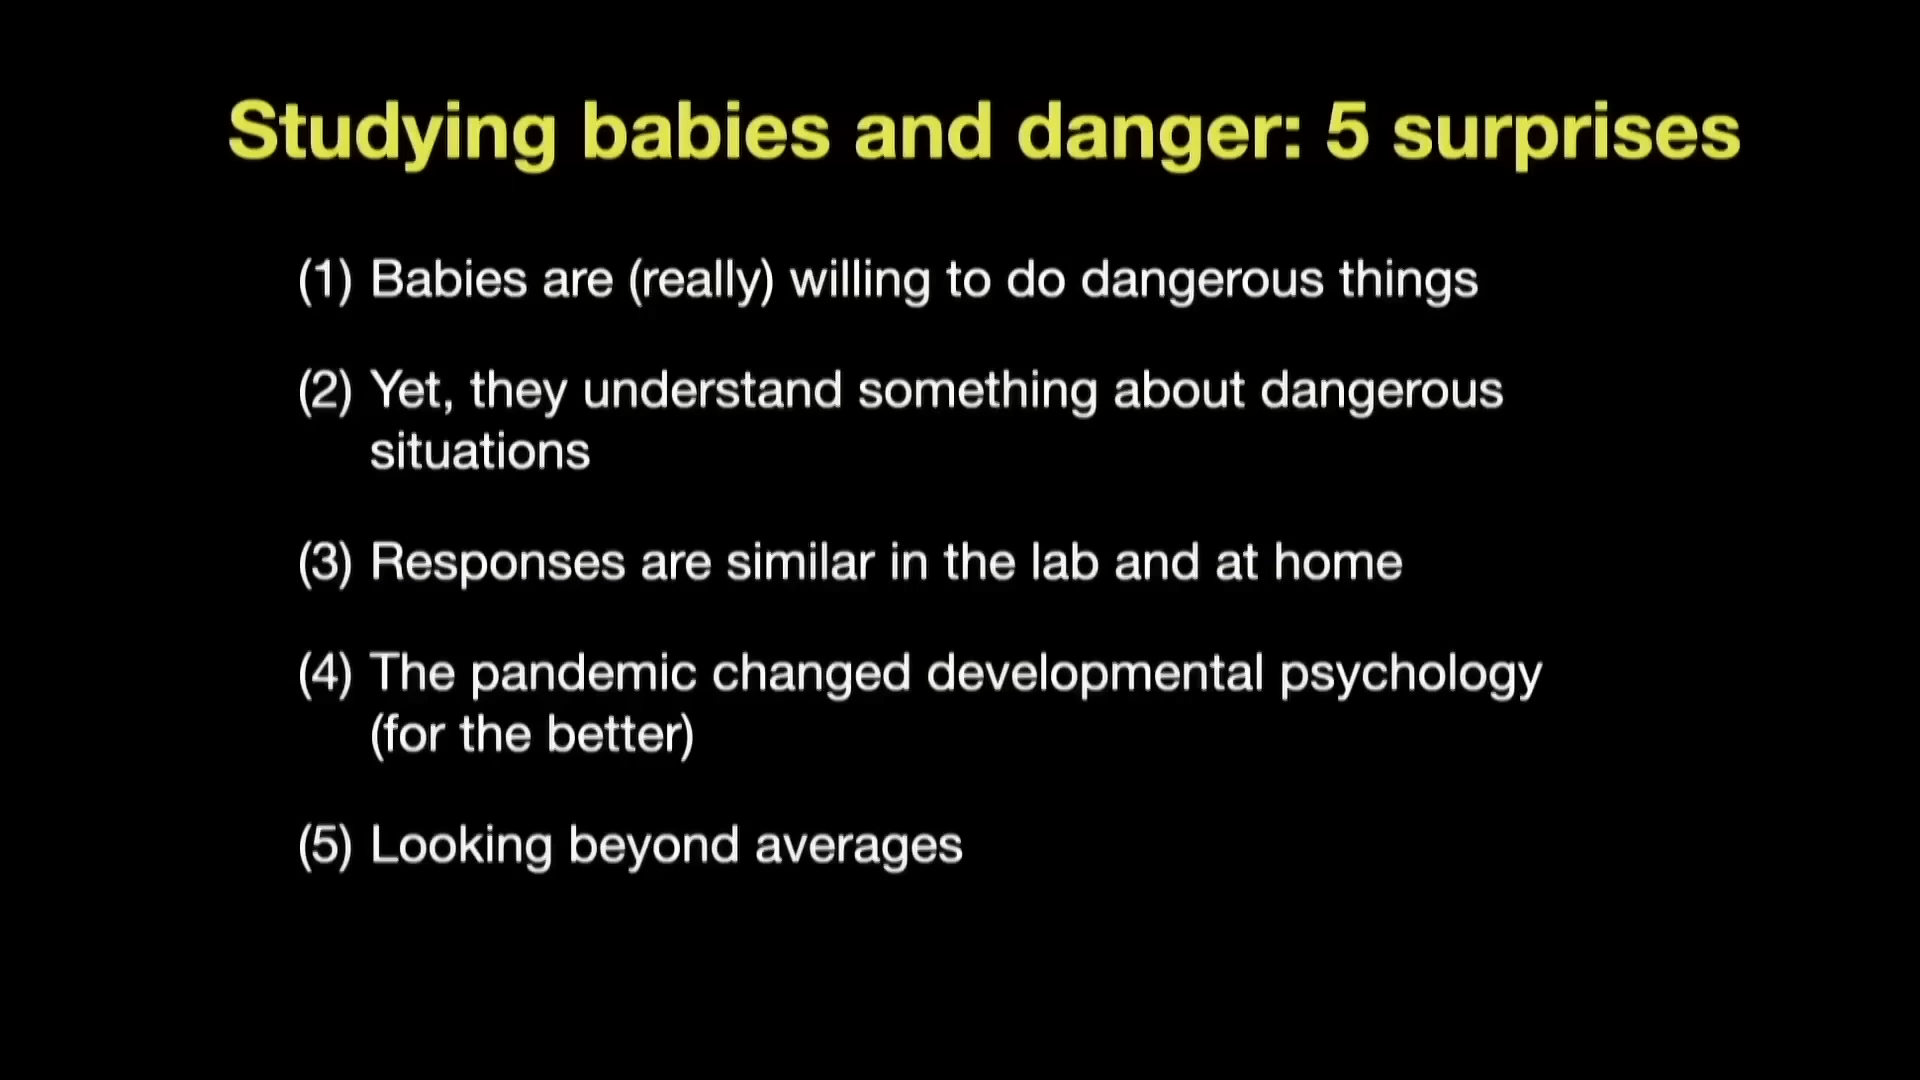 Studying babies and danger: 5 surprises
(1) Babies are (really) willing to do dangerous things
(2) Yet, they understand something about dangerous
situations
(3) Responses are similar in the lab and at home
(4) The pandemic changed developmental psychology
(for the better)
(5) Looking beyond averages